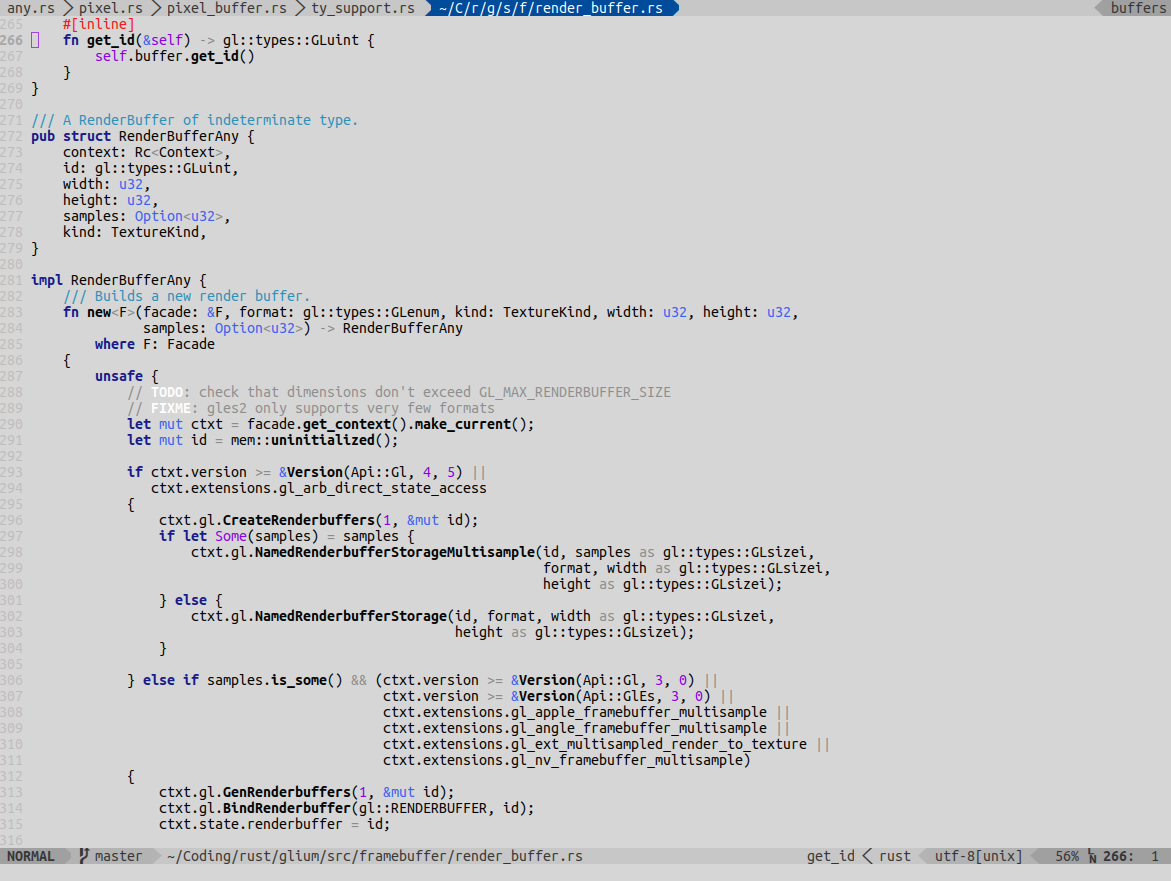 any.rs > pixel.rs > pixel_buffer.rs > ty_support.rs ~/C/r/g/s/f/render_buffer.rs buffers
265     #[inline]
266     fn get_id(&self) -> gl::types::GLuint {
267         self.buffer.get_id()
268     }
269 }
270
271 /// A RenderBuffer of indeterminate type.
272 pub struct RenderBufferAny {
273     context: Rc<Context>,
274     id: gl::types::GLuint,
275     width: u32,
276     height: u32,
277     samples: Option<u32>,
278     kind: TextureKind,
279 }
280
281 impl RenderBufferAny {
282     /// Builds a new render buffer.
283     fn new<F>(facade: &F, format: gl::types::GLenum, kind: TextureKind, width: u32, height: u32,
284               samples: Option<u32>) -> RenderBufferAny
285         where F: Facade
286     {
287         unsafe {
288             // TODO: check that dimensions don't exceed GL_MAX_RENDERBUFFER_SIZE
289             // FIXME: gles2 only supports very few formats
290             let mut ctxt = facade.get_context().make_current();
291             let mut id = mem::uninitialized();
292
293             if ctxt.version >= &Version(Api::Gl, 4, 5) ||
294                ctxt.extensions.gl_arb_direct_state_access
295             {
296                 ctxt.gl.CreateRenderbuffers(1, &mut id);
297                 if let Some(samples) = samples {
298                     ctxt.gl.NamedRenderbufferStorageMultisample(id, samples as gl::types::GLsizei,
299                                                                 format, width as gl::types::GLsizei,
300                                                                 height as gl::types::GLsizei);
301                 } else {
302                     ctxt.gl.NamedRenderbufferStorage(id, format, width as gl::types::GLsizei,
303                                                      height as gl::types::GLsizei);
304                 }
305
306             } else if samples.is_some() && (ctxt.version >= &Version(Api::Gl, 3, 0) ||
307                                             ctxt.version >= &Version(Api::GlEs, 3, 0) ||
308                                             ctxt.extensions.gl_apple_framebuffer_multisample ||
309                                             ctxt.extensions.gl_angle_framebuffer_multisample ||
310                                             ctxt.extensions.gl_ext_multisampled_render_to_texture ||
311                                             ctxt.extensions.gl_nv_framebuffer_multisample)
312             {
313                 ctxt.gl.GenRenderbuffers(1, &mut id);
314                 ctxt.gl.BindRenderbuffer(gl::RENDERBUFFER, id);
315                 ctxt.state.renderbuffer = id;
316
NORMAL master ~/Coding/rust/glium/src/framebuffer/render_buffer.rs get_id < rust utf-8[unix] 56% LN 266: 1